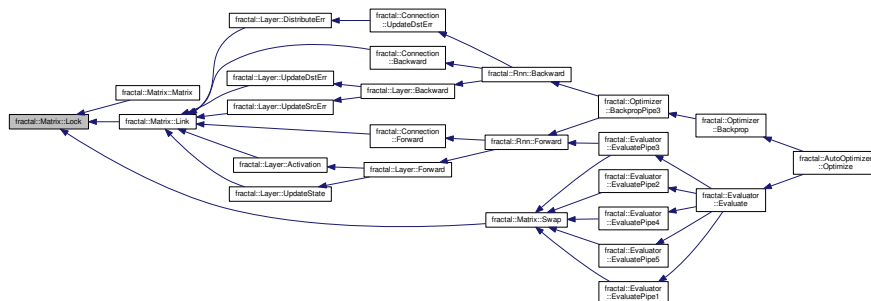 fractal::Matrix::Lock
fractal::Matrix::Matrix
fractal::Matrix::Link
fractal::Layer::DistributeErr
fractal::Connection
::UpdateDstErr
fractal::Connection
::Backward
fractal::Layer::UpdateDstErr
fractal::Layer::UpdateSrcErr
fractal::Layer::Backward
fractal::Connection
::Forward
fractal::Layer::Activation
fractal::Layer::UpdateState
fractal::Layer::Forward
fractal::Rnn::Backward
fractal::Rnn::Forward
fractal::Matrix::Swap
fractal::Optimizer
::BackpropPipe3
fractal::Evaluator
::EvaluatePipe3
fractal::Evaluator
::EvaluatePipe2
fractal::Evaluator
::EvaluatePipe4
fractal::Evaluator
::EvaluatePipe5
fractal::Evaluator
::EvaluatePipe1
fractal::Optimizer
::Backprop
fractal::Evaluator
::Evaluate
fractal::AutoOptimizer
::Optimize